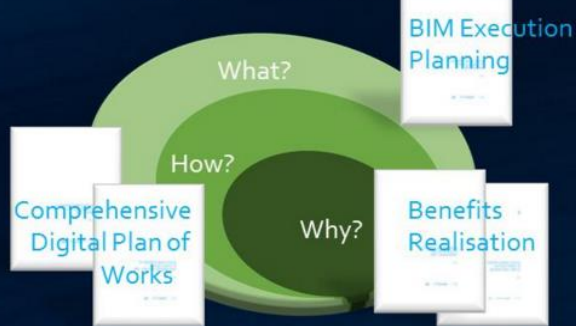 BIM Execution
Planning
What?
How?
Comprehensive
Digital Plan of
Works
Why?
Benefits
Realisation